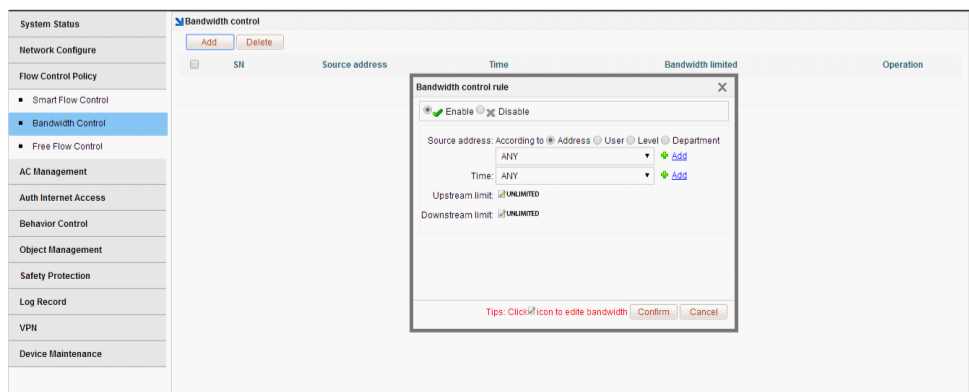 System Status
Network Configure
Flow Control Policy
Smart Flow Control
Bandwidth Control
Free Flow Control
AC Management
Auth Internet Access
Behavior Control
Object Management
Safety Protection
Log Record
VPN
Device Maintenance
Bandwidth control
Add Delete
SN Source address Time Bandwidth limited Operation
Bandwidth control rule
Enable Disable
Source address: According to Address User Level Department
ANY Add
Time: ANY Add
Upstream limit: UNLIMITED
Downstream limit: UNLIMITED
Tips: Click icon to edite bandwidth Confirm Cancel